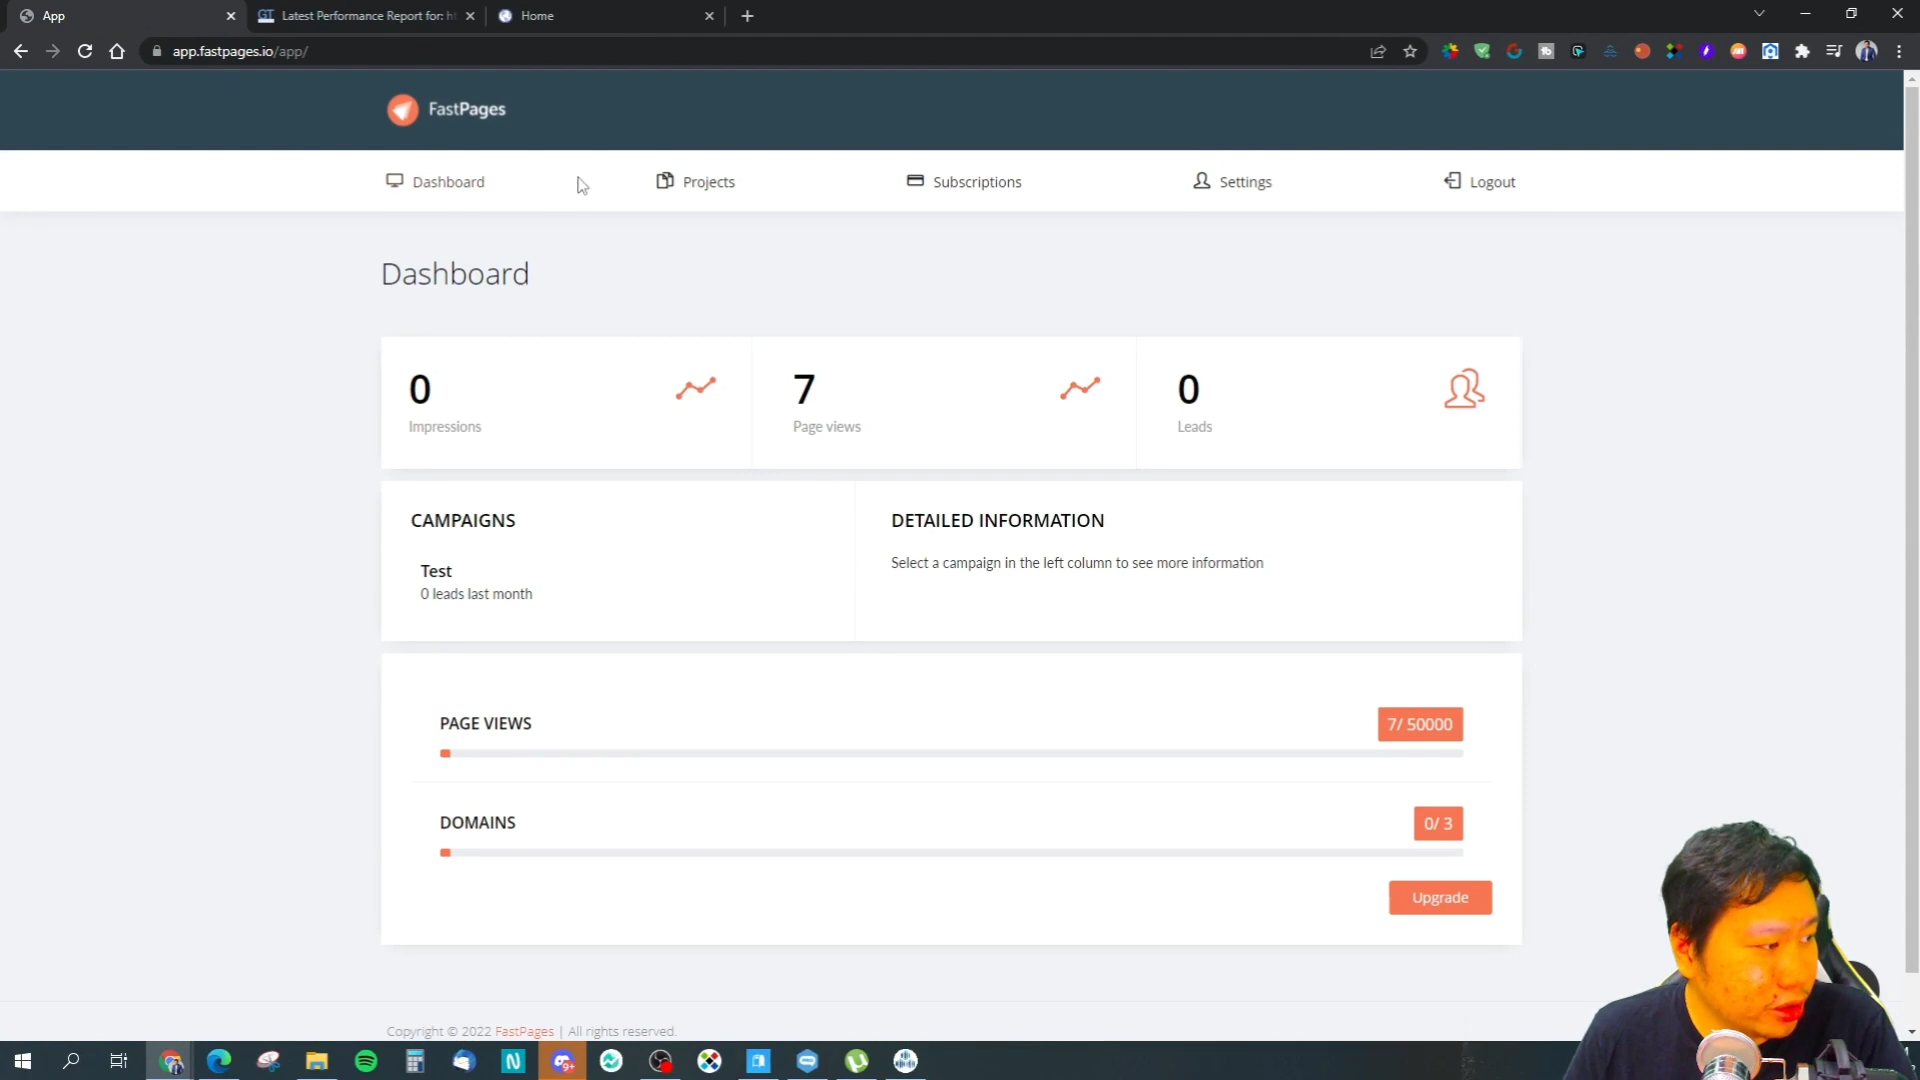 App
GT Latest Performance Report for: ht
Home
app.fastpages.io/app/
FastPages
Dashboard
Projects
Subscriptions
Settings
Logout
Dashboard
0
Impressions
7
Page views
0
Leads
CAMPAIGNS
Test
0 leads last month
DETAILED INFORMATION
Select a campaign in the left column to see more information
PAGE VIEWS
7/ 50000
DOMAINS
0/ 3
Upgrade
Copyright © 2022 FastPages | All rights reserved.
N
9+